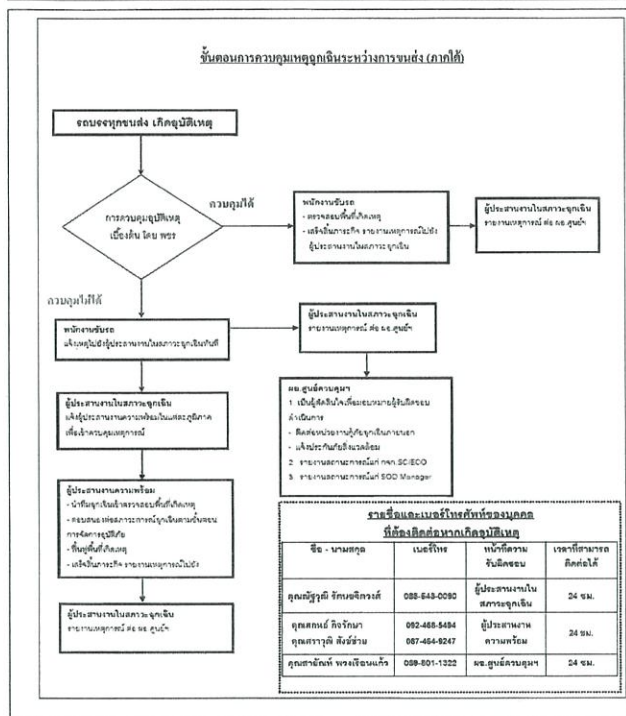 ขั้นตอนการควบคุมเหตุฉุกเฉินระหว่างการขนส่ง (ภาคใต้)
รถบรรทุกขนส่ง เกิดอุบัติเหตุ
การควบคุมอุบัติเหตุ
เบื้องต้น โดย พขร
ควบคุมได้
พนักงานขับรถ
- ตรวจสอบพื้นที่เกิดเหตุ
- เสร็จสิ้นภาระกิจ รายงานเหตุการณ์ไปยัง
ผู้ประสานงานในสภาวะฉุกเฉิน
ผู้ประสานงานในสภาวะฉุกเฉิน
รายงานเหตุการณ์ ต่อ ผอ.ศูนย์ฯ
ควบคุมไม่ได้
พนักงานขับรถ
แจ้งเหตุไปยังผู้ประสานงานในสภาวะฉุกเฉินทันที
ผู้ประสานงานในสภาวะฉุกเฉิน
รายงานเหตุการณ์ ต่อ ผอ.ศูนย์ฯ
ผู้ประสานงานในสภาวะฉุกเฉิน
แจ้งผู้ประสานงานความพร้อมในแต่ละภูมิภาค
เพื่อเข้าควบคุมเหตุการณ์
ผอ.ศูนย์ควบคุมฯ
1 เป็นผู้ตัดสินใจเพื่อมอบหมายผู้รับผิดชอบ
ดำเนินการ
- ติดต่อหน่วยงานกู้ภัยฉุกเฉินภายนอก
- แจ้งประกันภัยสิ่งแวดล้อม
2 รายงานสถานะการณ์แก่ กจก.SCIECO
3 รายงานสถานะการณ์แก่ SOD Manager
ผู้ประสานงานความพร้อม
- นำทีมฉุกเฉินเข้าตรวจสอบพื้นที่เกิดเหตุ
- ตอบสนองต่อสภาวะการณ์ฉุกเฉินตามขั้นตอน
การจัดการอุบัติภัย
- ฟื้นฟูพื้นที่เกิดเหตุ
- เสร็จสิ้นภาระกิจ รายงานเหตุการณ์ไปยัง
ผู้ประสานงานในสภาวะฉุกเฉิน
รายงานเหตุการณ์ ต่อ ผอ.ศูนย์ฯ
รายชื่อและเบอร์โทรศัพท์ของบุคคล
ที่ต้องติดต่อหากเกิดอุบัติเหตุ
ชื่อ - นามสกุล เบอร์โทร หน้าที่ความรับผิดชอบ เวลาที่สามารถติดต่อได้
คุณณัฐวุฒิ ผู้ประสานงานในสภาวะฉุกเฉิน 24 ชม.
คุณเสกหย์ กิจรักษา ผู้ประสานงานความพร้อม 24 ชม.
คุณสราวุฒิ สังข์ช่วย 087-464-9247
คุณสายัณห์ พวงเรือนแก้ว 089-801-1322 ผอ.ศูนย์ควบคุมฯ 24 ชม.